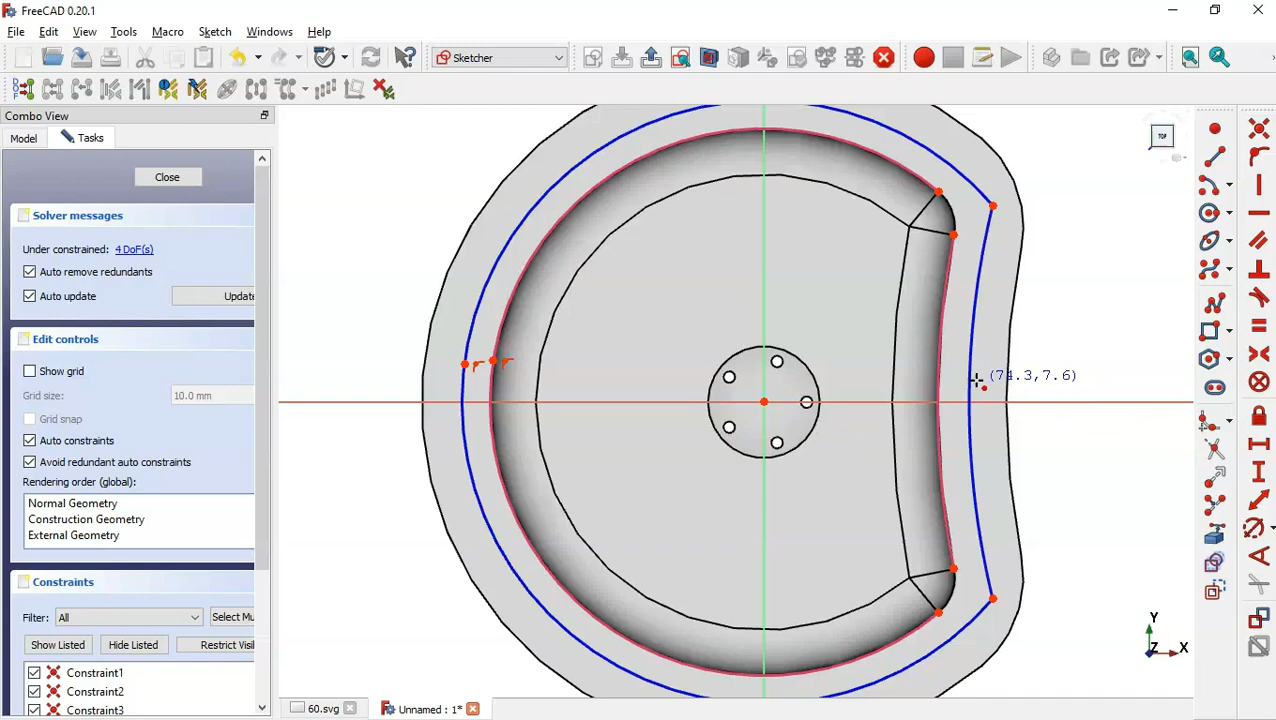 FreeCAD 0.20.1
File Edit View Tools Macro Sketch Windows Help
Sketcher
Combo View
Model Tasks
Close
Solver messages
Under constrained: 4 DoF(s)
Auto remove redundants
Auto update Update
Edit controls
Show grid
Grid size: 10.0 mm
Grid snap
Auto constraints
Avoid redundant auto constraints
Rendering order (global):
Normal Geometry
Construction Geometry
External Geometry
Constraints
Filter: All Select Mu
Show Listed Hide Listed Restrict Visi
Constraint1
Constraint2
Constraint3
TOP
(74.3,7.6)
Y
Z X
60.svg Unnamed : 1*